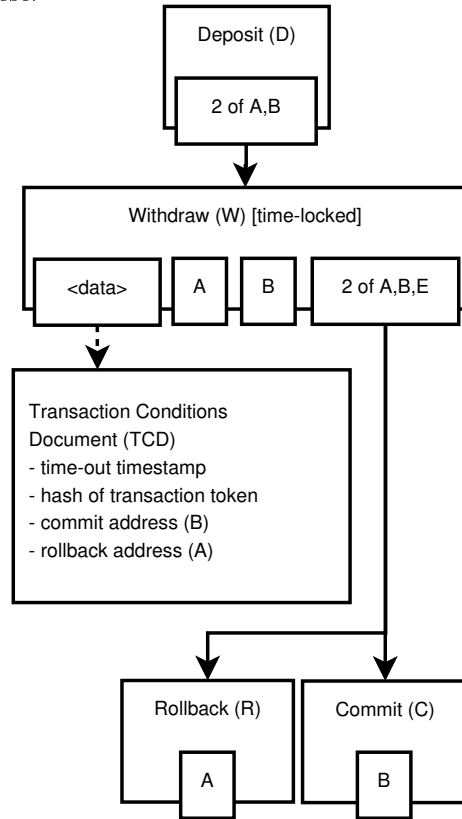 Deposit (D)
2 of A,B
Withdraw (W) [time-locked]
<data>
A
B
2 of A,B,E
Transaction Conditions
Document (TCD)
- time-out timestamp
- hash of transaction token
- commit address (B)
- rollback address (A)
Rollback (R)
Commit (C)
A
B